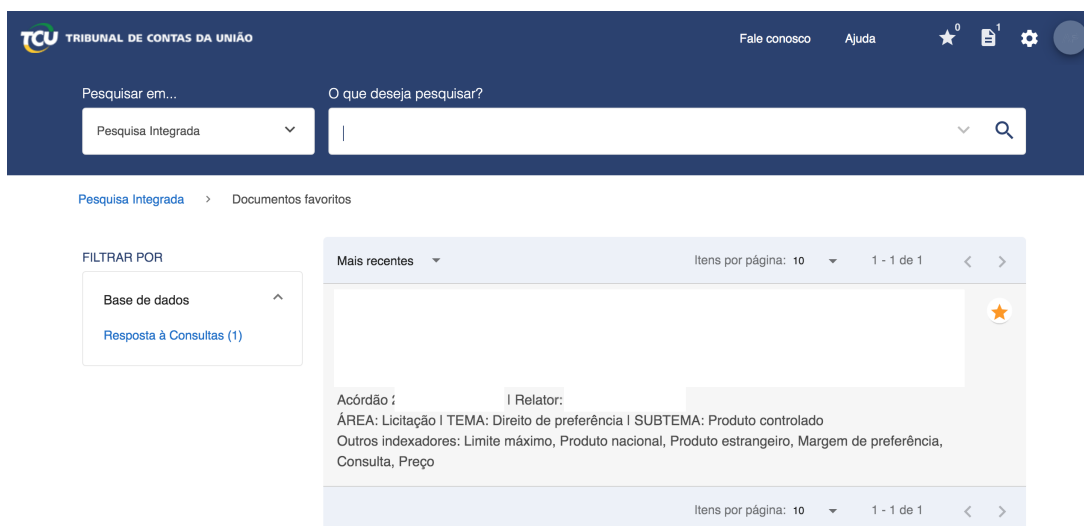 TCU TRIBUNAL DE CONTAS DA UNIÃO
Fale conosco Ajuda 0 1
Pesquisar em... O que deseja pesquisar?
Pesquisa Integrada
Pesquisa Integrada > Documentos favoritos
FILTRAR POR
Base de dados
Resposta à Consultas (1)
Mais recentes Itens por página: 10 1 - 1 de 1
Acórdão | Relator:
ÁREA: Licitação | TEMA: Direito de preferência | SUBTEMA: Produto controlado
Outros indexadores: Limite máximo, Produto nacional, Produto estrangeiro, Margem de preferência,
Consulta, Preço
Itens por página: 10 1 - 1 de 1